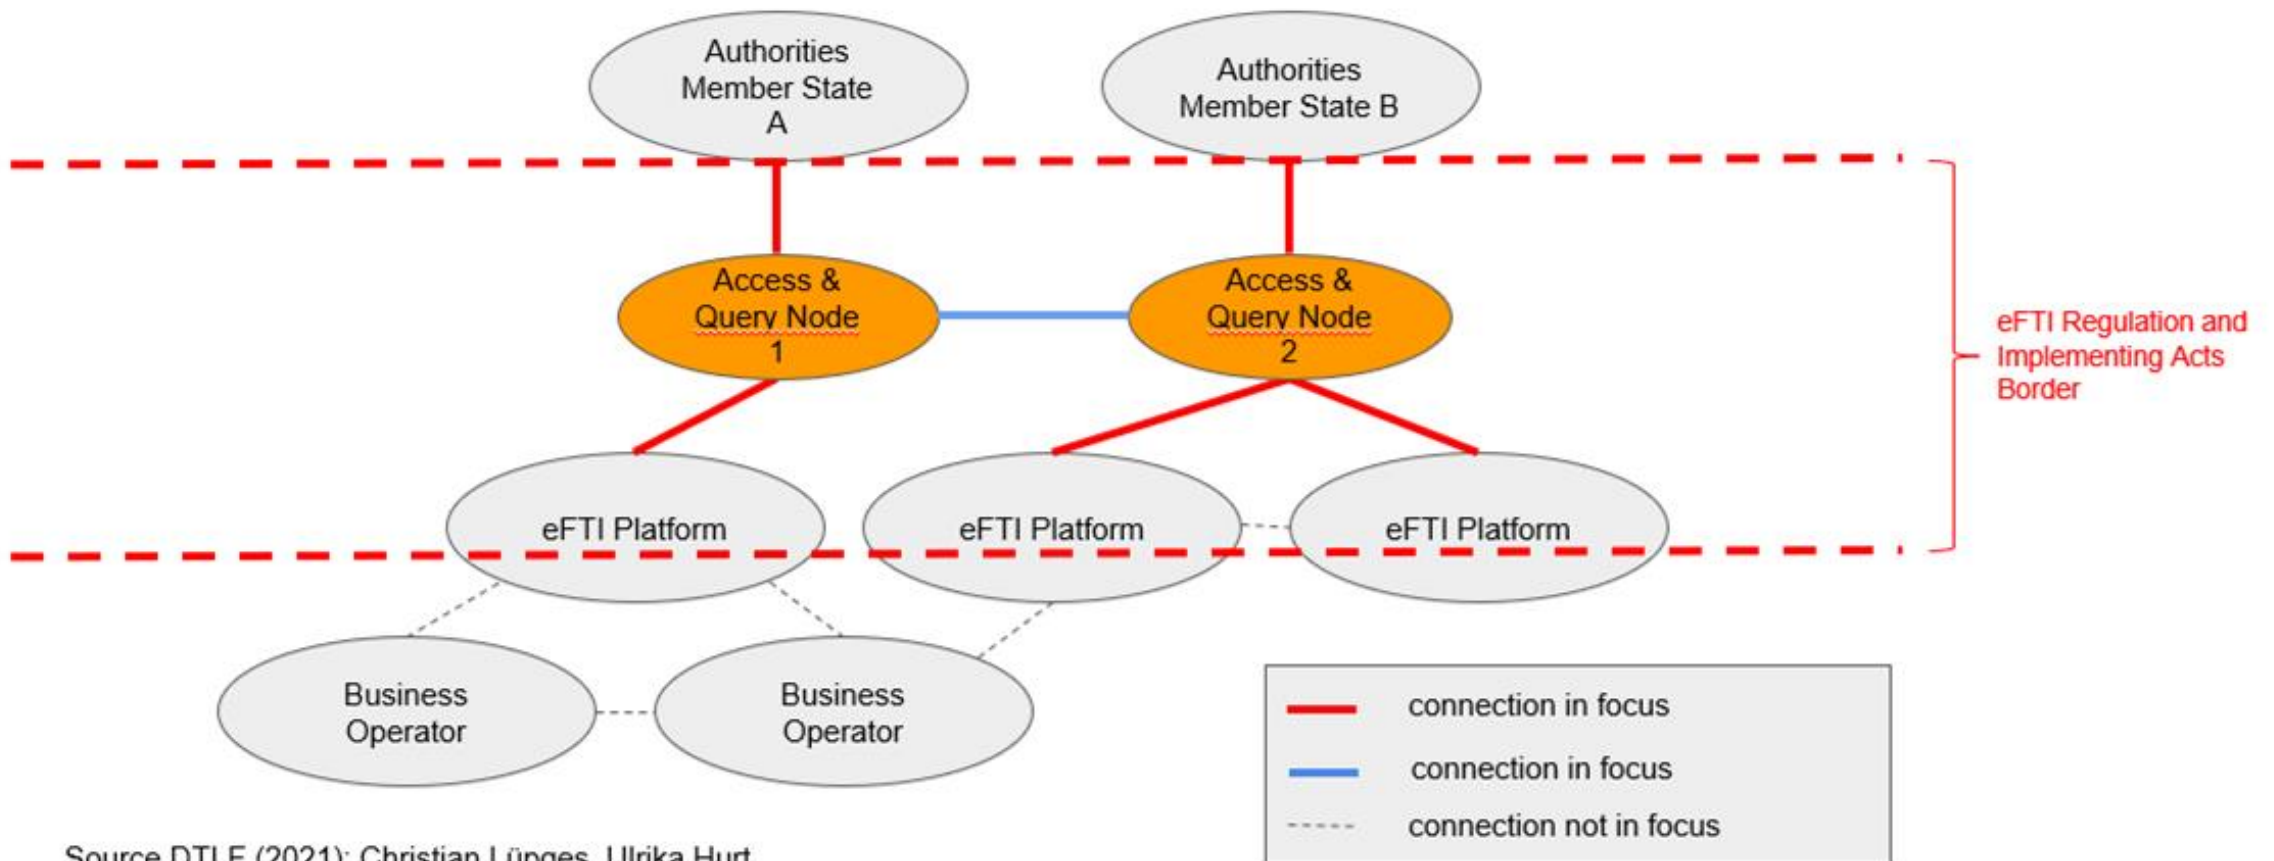 Authorities
Member State
A
Authorities
Member State B
Access &
Query Node
1
Access &
Query Node
2
eFTI Regulation and
Implementing Acts
Border
eFTI Platform
eFTI Platform
eFTI Platform
Business
Operator
Business
Operator
connection in focus
connection in focus
connection not in focus
Source DTLF (2021): Christian Lüpges, Ulrika Hurt